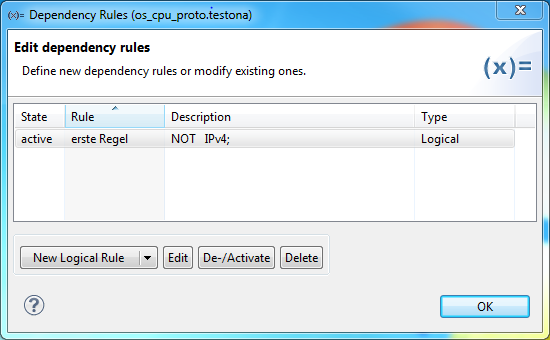 (x)= Dependency Rules (os_cpu_proto.testona)
Edit dependency rules
Define new dependency rules or modify existing ones.
(x)=
State Rule Description Type
active erste Regel NOT IPv4; Logical
New Logical Rule Edit De-/Activate Delete
? OK